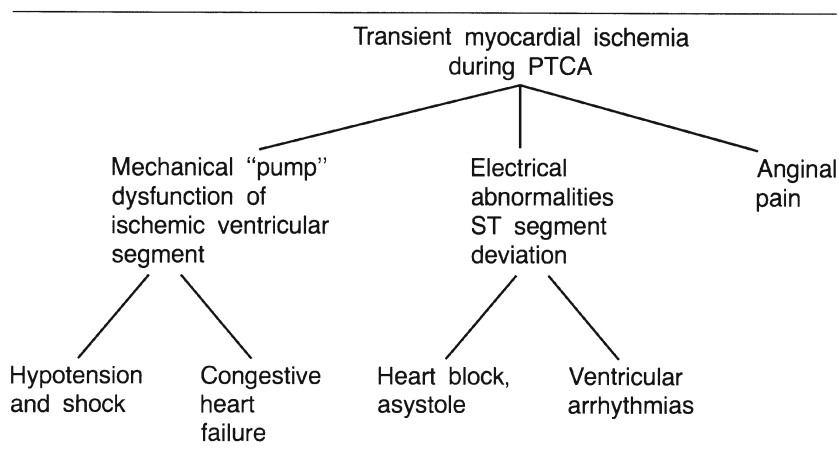 Transient myocardial ischemia
during PTCA
Mechanical “pump”
dysfunction of
ischemic ventricular
segment
Electrical
abnormalities
ST segment
deviation
Anginal
pain
Hypotension
and shock
Congestive
heart
failure
Heart block,
asystole
Ventricular
arrhythmias